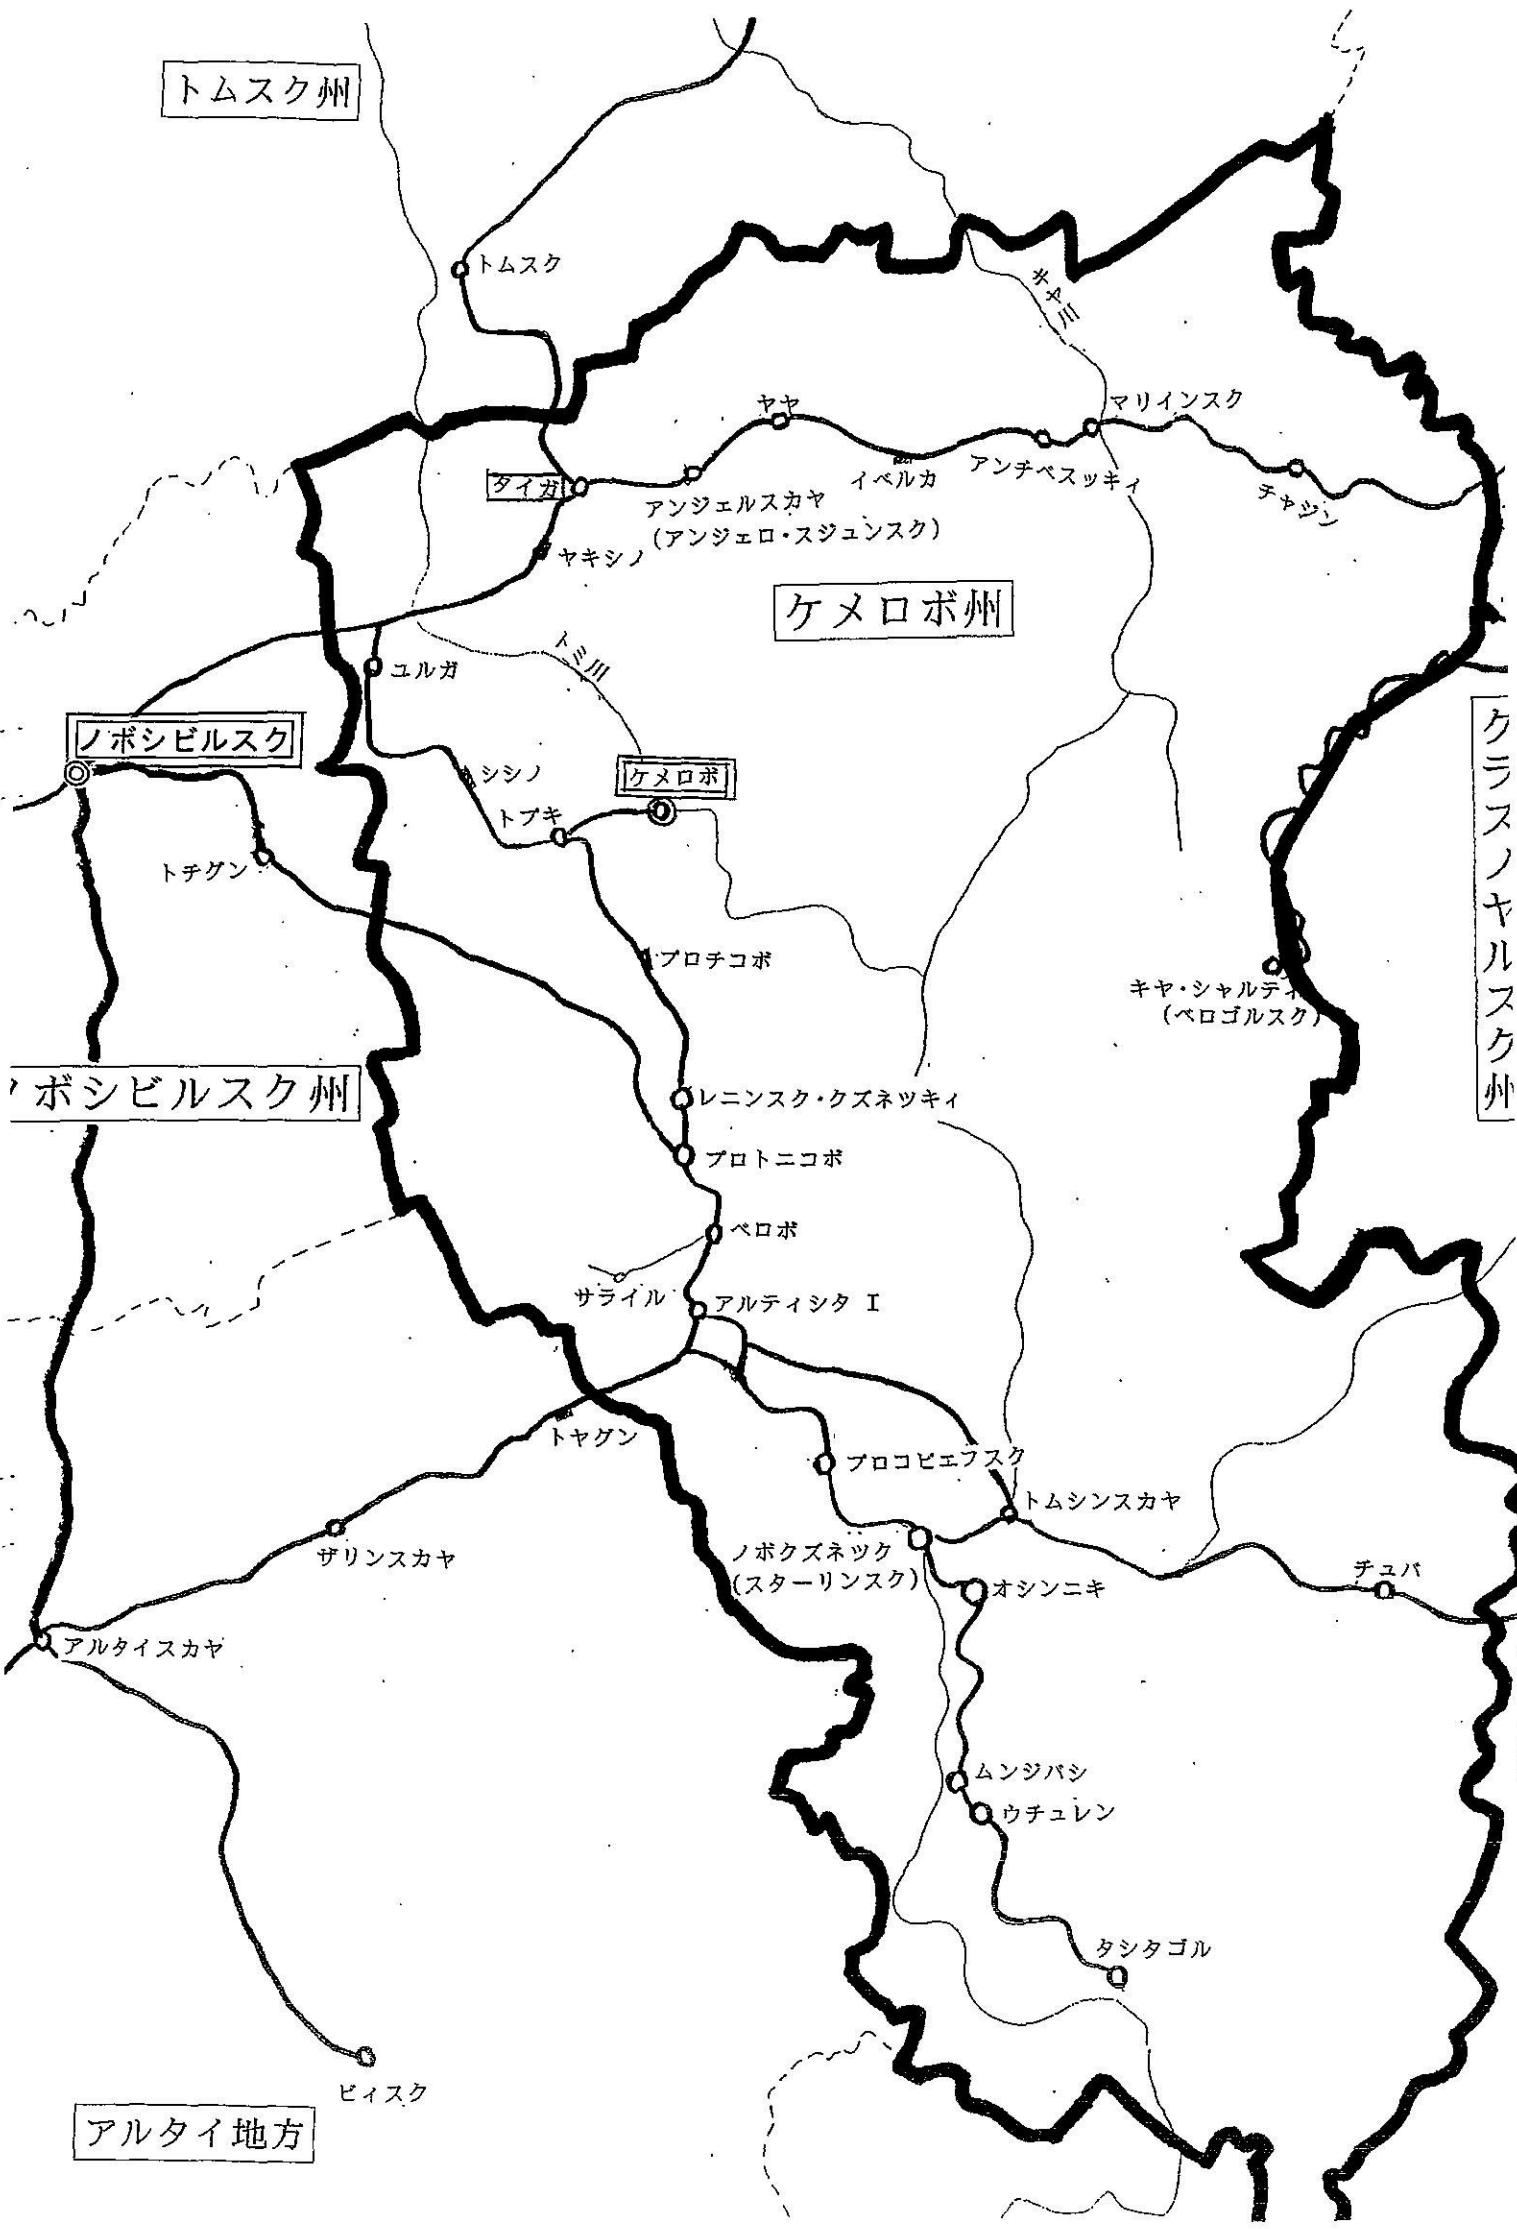 トムスク州
トムスク
キヤ川
ヤヤ
マリインスク
タイガ
アンジェルスカヤ
(アンジェロ・スジュンスク)
イベルカ
アンチベスッキィ
チャジン
ヤキシノ
ケメロボ州
ユルガ
トミ川
ノボシビルスク
シシノ
ケメロボ
トプキ
トチグン
クラスノヤルスク州
プロチコボ
キヤ・シャルティ
(ベロゴルスク)
ノボシビルスク州
レニンスク・クズネツキィ
プロトニコボ
ベロボ
サライル
アルティシタ I
トヤグン
プロコピエフスク
トムシンスカヤ
ザリンスカヤ
ノボクズネツク
(スターリンスク)
オシンニキ
チュバ
アルタイスカヤ
ムンジバシ
ウチュレン
タシタゴル
ビィスク
アルタイ地方